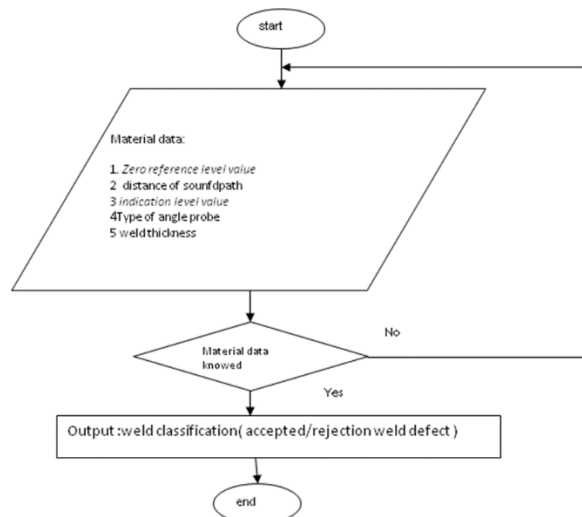 start
Material data:
1. Zero reference level value
2 distance of sounfdpath
3 indication level value
4Type of angle probe
5 weld thickness
No
Material data
knowed
Yes
Output :weld classification( accepted/rejection weld defect )
end